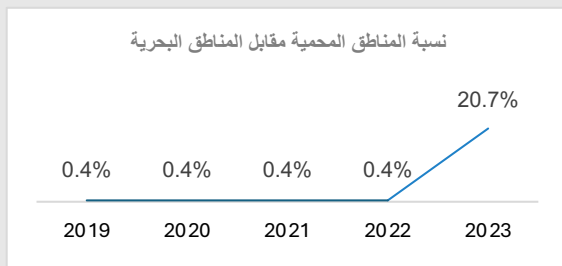 نسبة المناطق المحمية مقابل المناطق البحرية
20.7%
0.4% 0.4% 0.4% 0.4%
2019 2020 2021 2022 2023